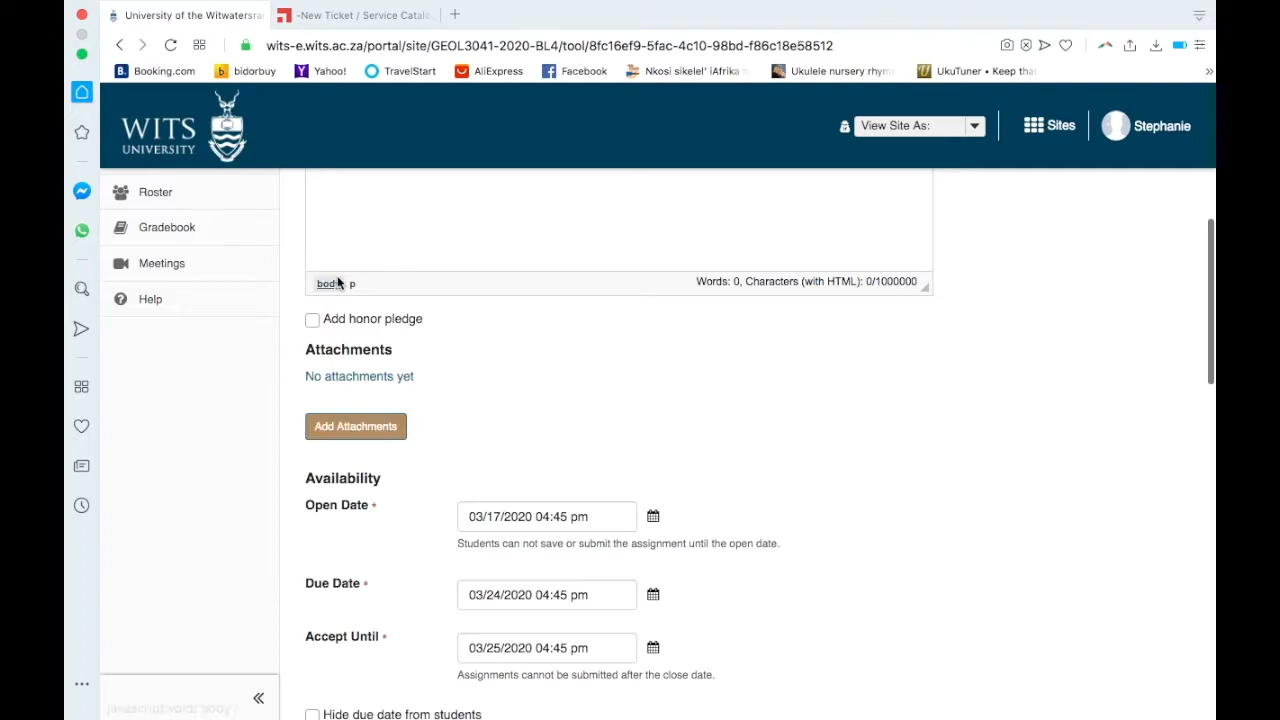 University of the Witwatersra
-New Ticket / Service Catalo
wits-e.wits.ac.za/portal/site/GEOL3041-2020-BL4/tool/8fc16ef9-5fac-4c10-98bd-f86c18e58512
B. Booking.com
b bidorbuy
Y Yahoo!
TravelStart
AliExpress
Facebook
Nkosi sikelel' iAfrika
Ukulele nursery rhym
UkuTuner • Keep that
WITS
UNIVERSITY
View Site As:
Sites
Stephanie
Roster
Gradebook
Meetings
Help
body p
Words: 0, Characters (with HTML): 0/1000000
Add honor pledge
Attachments
No attachments yet
Add Attachments
Availability
Open Date *
03/17/2020 04:45 pm
Students can not save or submit the assignment until the open date.
Due Date *
03/24/2020 04:45 pm
Accept Until *
03/25/2020 04:45 pm
Assignments cannot be submitted after the close date.
Hide due date from students